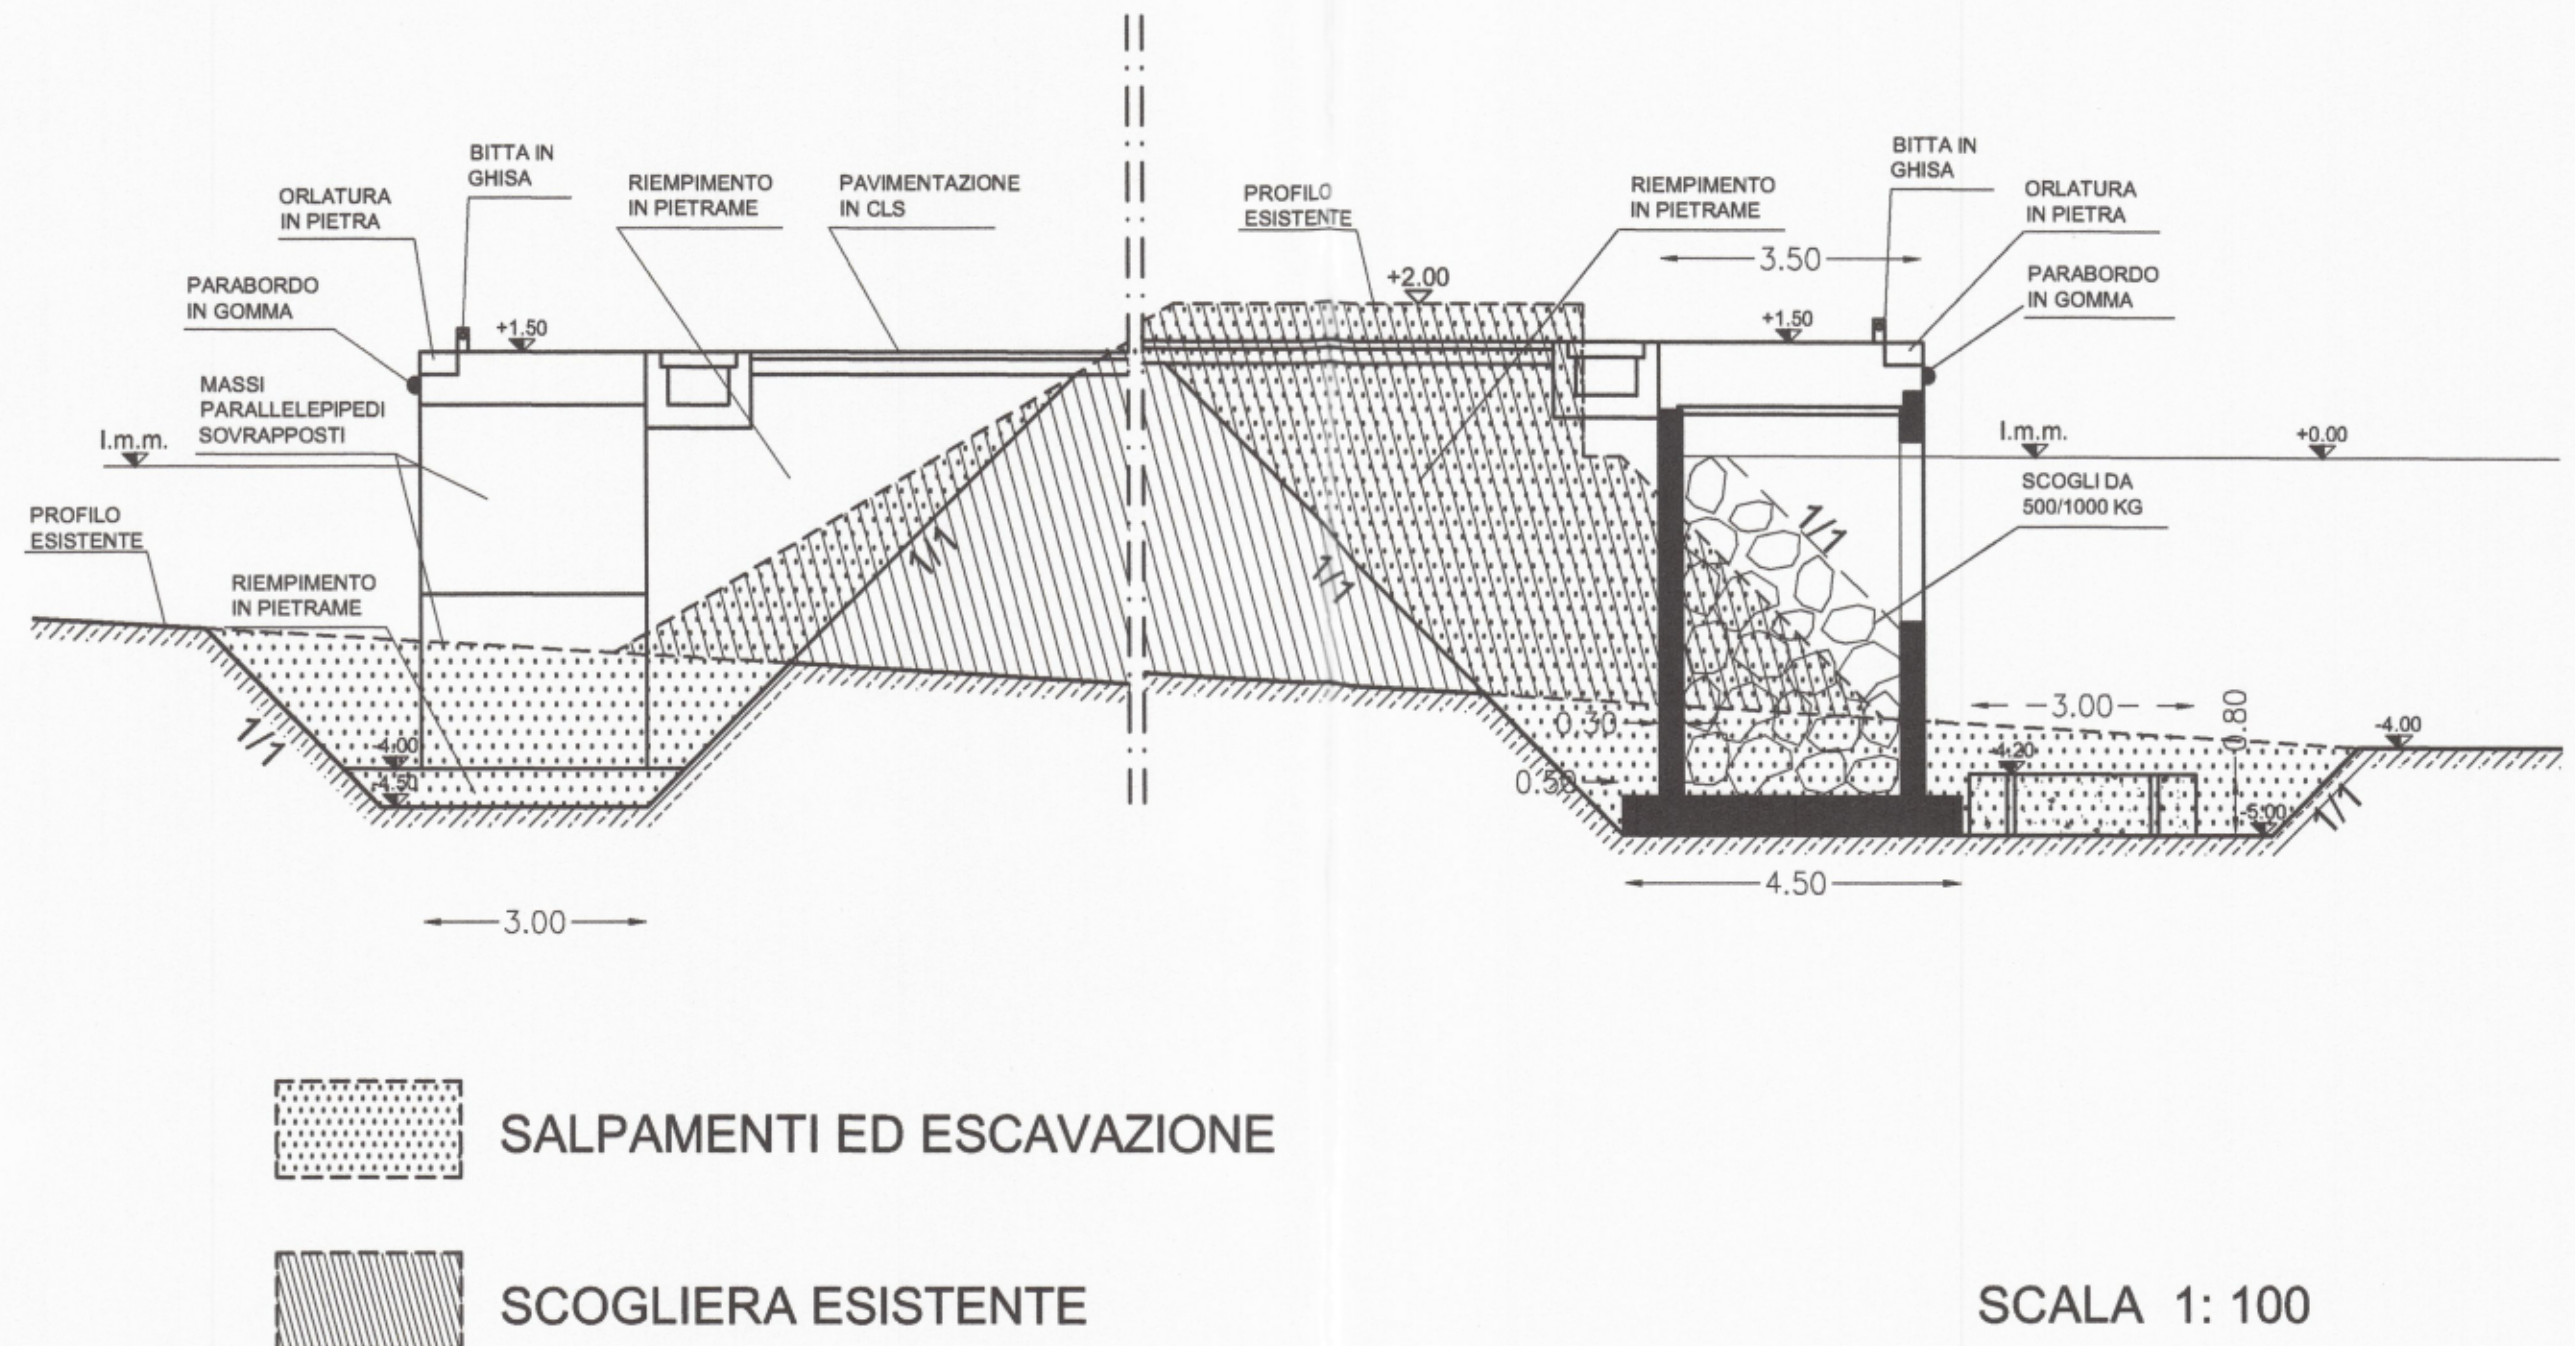 BITTA IN
GHISA
ORLATURA
IN PIETRA
RIEMPIMENTO
IN PIETRAME
PAVIMENTAZIONE
IN CLS
PARABORDO
IN GOMMA
+1.50
MASSI
PARALLELEPIPEDI
SOVRAPPOSTI
l.m.m.
PROFILO
ESISTENTE
RIEMPIMENTO
IN PIETRAME
1/1
1/1
-4.00
-4.50
3.00
PROFILO
ESISTENTE
+2.00
RIEMPIMENTO
IN PIETRAME
BITTA IN
GHISA
ORLATURA
IN PIETRA
3.50
PARABORDO
IN GOMMA
+1.50
l.m.m.
+0.00
SCOGLI DA
500/1000 KG
1/1
1/1
0.30
0.50
3.00
0.80
-4.00
-4.20
-5.00
1/1
4.50
SALPAMENTI ED ESCAVAZIONE
SCOGLIERA ESISTENTE
SCALA 1: 100